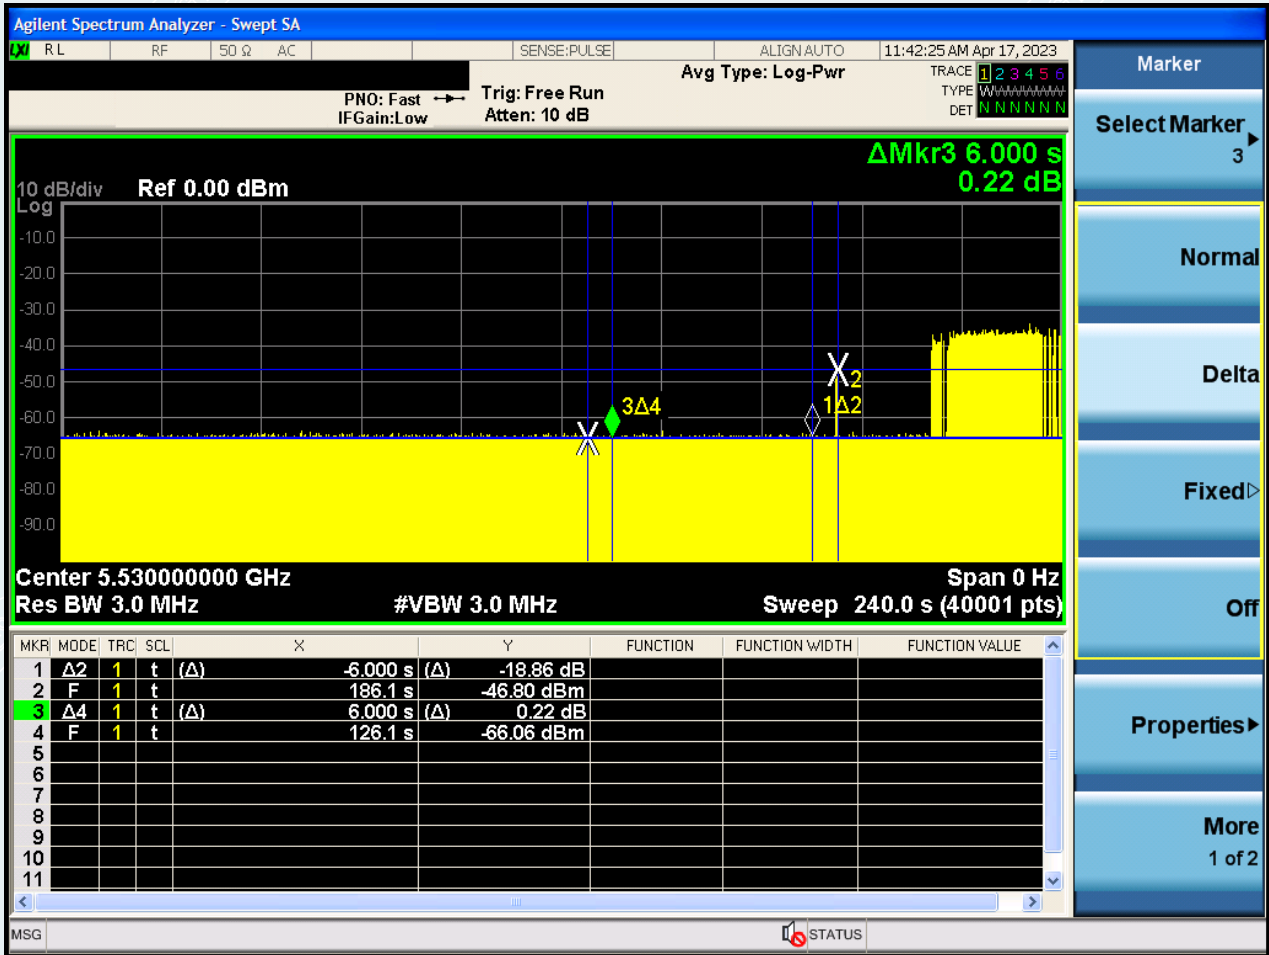 Agilent Spectrum Analyzer - Swept SA
LXI RL RF 50 Ω AC SENSE:PULSE ALIGN AUTO 11:42:25 AM Apr 17, 2023
Avg Type: Log-Pwr
TRACE 1 2 3 4 5 6
TYPE WWWWWW
DET N N N N N N
PNO: Fast
IFGain:Low
Trig: Free Run
Atten: 10 dB
ΔMkr3 6.000 s
0.22 dB
10 dB/div Ref 0.00 dBm
Log
-10.0
-20.0
-30.0
-40.0
-50.0
-60.0
-70.0
-80.0
-90.0
2
3Δ4
1Δ2
Center 5.530000000 GHz Span 0 Hz
Res BW 3.0 MHz #VBW 3.0 MHz Sweep 240.0 s (40001 pts)
MKR MODE TRC SCL X Y FUNCTION FUNCTION WIDTH FUNCTION VALUE
1 Δ2 1 t (Δ) -6.000 s (Δ) -18.86 dB
2 F 1 t 186.1 s -46.80 dBm
3 Δ4 1 t (Δ) 6.000 s (Δ) 0.22 dB
4 F 1 t 126.1 s -66.06 dBm
5
6
7
8
9
10
11
MSG STATUS
Marker
Select Marker
3
Normal
Delta
Fixed
Off
Properties
More
1 of 2